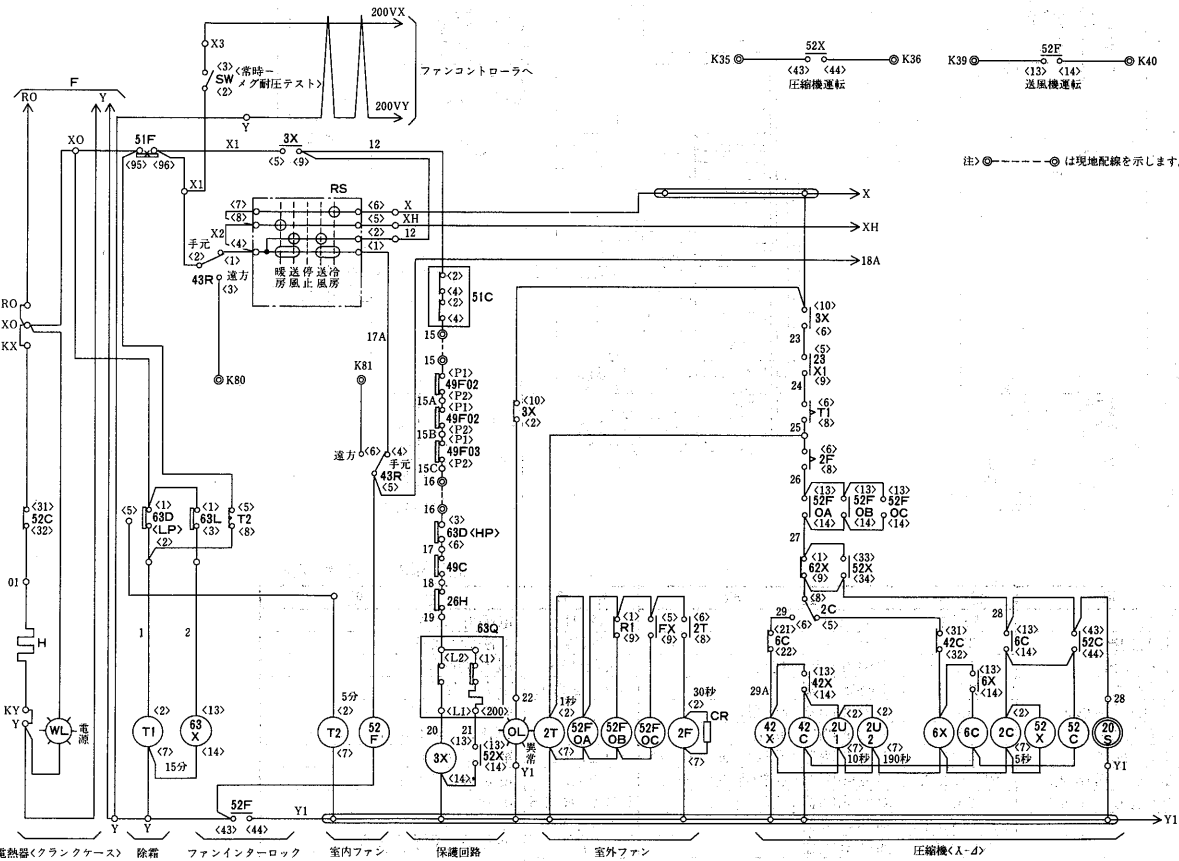 200VX
X3
<3>
SW
<2>
<常時ー
メグ耐圧テスト>
ファンコントローラへ
200VY
Y
F
RO
Y
XO
51F
<95>
<96>
X1
3X
<5>
<9>
12
X1
K35
52X
<43>
<44>
K36
圧縮機運転
K39
52F
<13>
<14>
K40
送風機運転
注>◎------◎は現地配線を示します。
RS
<7>
<8>
X2
<4>
<6>
X
<5>
XH
<2>
12
<1>
X
XH
18A
手元
<2>
<1>
43R
遠方
<3>
暖房
送風
停止
送風
冷房
K80
17A
K81
遠方
<6>
<4>
手元
43R
<5>
RO
XO
KX
<2>
<4>
<2>
<4>
51C
15
15
<P1>
49F02
15A
<P2>
<P1>
49F02
15B
<P2>
<P1>
49F03
15C
<P2>
16
16
<3>
63D<HP>
17
<6>
49C
18
26H
19
63Q
<L2>
<1>
<L1>
<200>
20
21
3X
<13>
<14>
<13>
52X
<14>
<10>
3X
<2>
22
OL
異常
Y1
<10>
3X
<6>
23
<5>
23
X1
<9>
24
<6>
T1
<8>
25
<6>
2F
<8>
26
<13>
52F
OA
<14>
<13>
52F
OB
<14>
<13>
52F
OC
<14>
27
<1>
62X
<9>
<33>
52X
<34>
<8>
29
<6>
2C
<5>
<21>
6C
<22>
29A
<13>
42X
<14>
<31>
42C
<32>
<13>
6X
<14>
28
<13>
6C
<14>
<43>
52C
<44>
28
<31>
52C
<32>
01
H
KY
Y
WL
電源
<5>
<1>
63D
<LP>
<2>
<1>
63L
<3>
<5>
T2
<8>
1
2
T1
<2>
<7>
15分
63
X
<13>
<14>
5分
<2>
T2
<7>
52
F
1秒
<2>
2T
<7>
52F
OA
52F
OB
52F
OC
<1>
R1
<9>
<5>
FX
<9>
<6>
2T
<8>
30秒
<2>
CR
2F
<7>
42
X
42
C
<2>
2U
1
<7>
10秒
<2>
2U
2
<7>
190秒
6X
6C
<2>
2C
<7>
5秒
52
X
52
C
20
S
Y1
Y
Y
52F
<43>
<44>
Y1
Y1
電熱器<クランクケース>
除霜
ファンインターロック
室内ファン
保護回路
室外ファン
圧縮機<人-Δ>